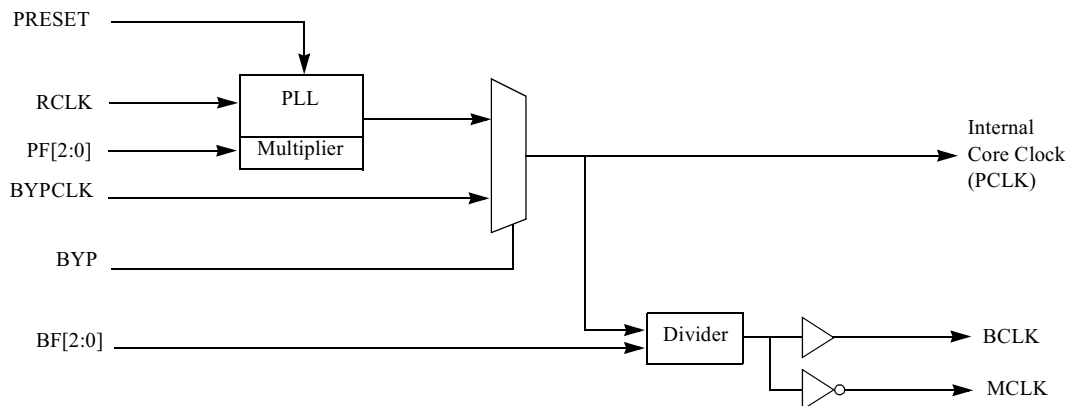 PRESET
RCLK
PLL
PF[2:0]
Multiplier
BYPCLK
BYP
Internal
Core Clock
(PCLK)
BF[2:0]
Divider
BCLK
MCLK